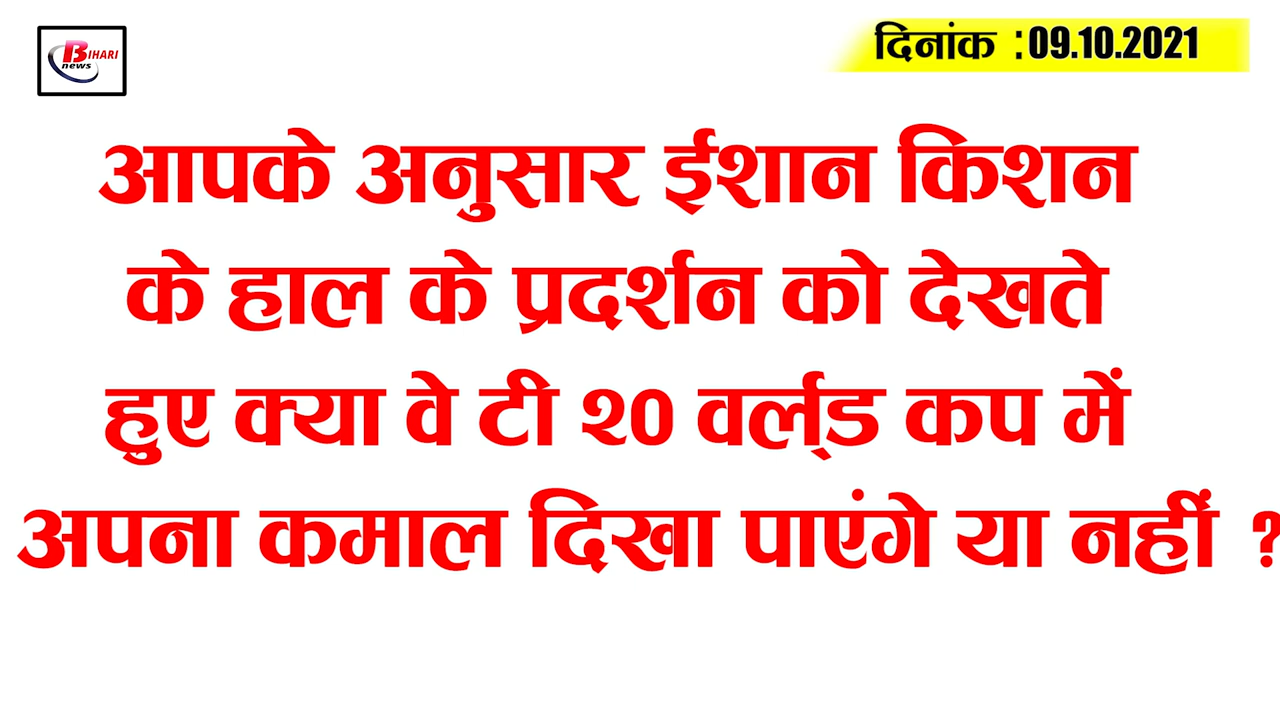 BIHARI
news
दिनांक :09.10.2021
आपके अनुसार ईशान किशन
के हाल के प्रदर्शन को देखते
हुए क्या वे टी २० वर्ल्ड कप में
अपना कमाल दिखा पाएंगे या नहीं ?